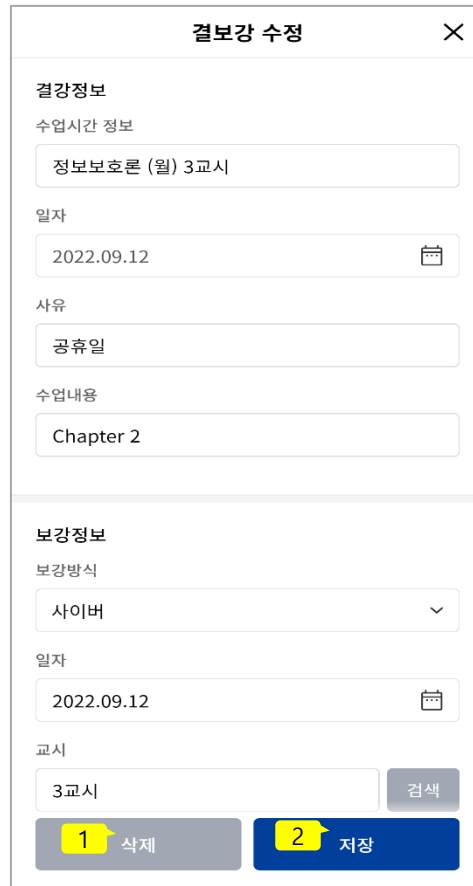 결보강 수정
결강정보
수업시간 정보
정보보호론 (월) 3교시
일자
2022.09.12
사유
공휴일
수업내용
Chapter 2
보강정보
보강방식
사이버
일자
2022.09.12
교시
3교시 검색
1 삭제 2 저장